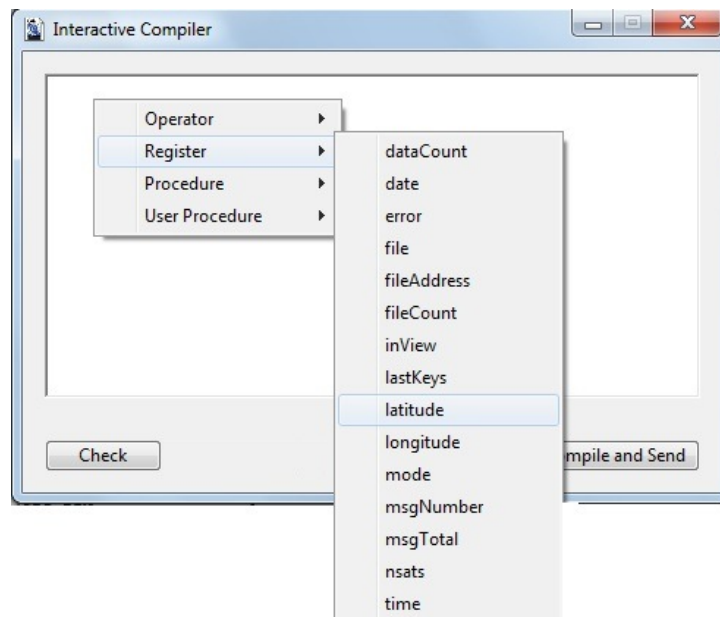 Interactive Compiler
Operator
Register
Procedure
User Procedure
dataCount
date
error
file
fileAddress
fileCount
inView
lastKeys
latitude
longitude
mode
msgNumber
msgTotal
nsats
time
Check
mpile and Send